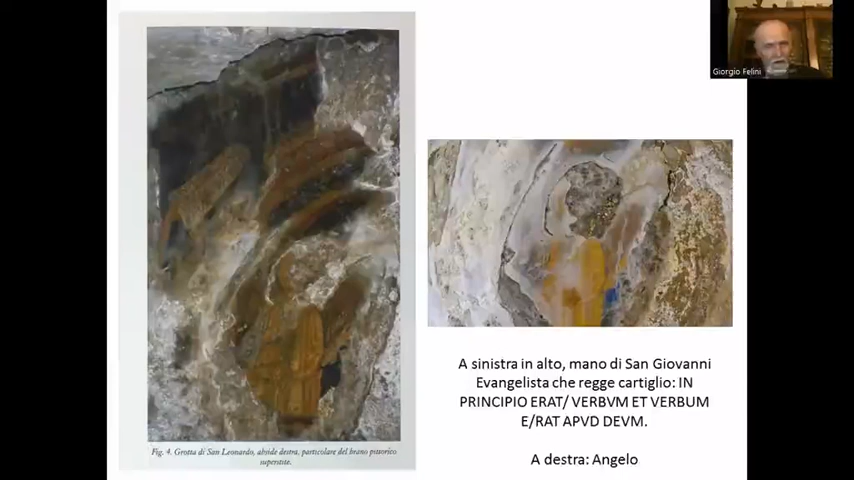 Giorgio Felini
A sinistra in alto, mano di San Giovanni
Evangelista che regge cartiglio: IN
PRINCIPIO ERAT/ VERBVM ET VERBUM
E/RAT APVD DEVM.
A destra: Angelo
Fig. 4. Grotta di San Leonardo, abside destra, particolare del brano pittorico
superstite.